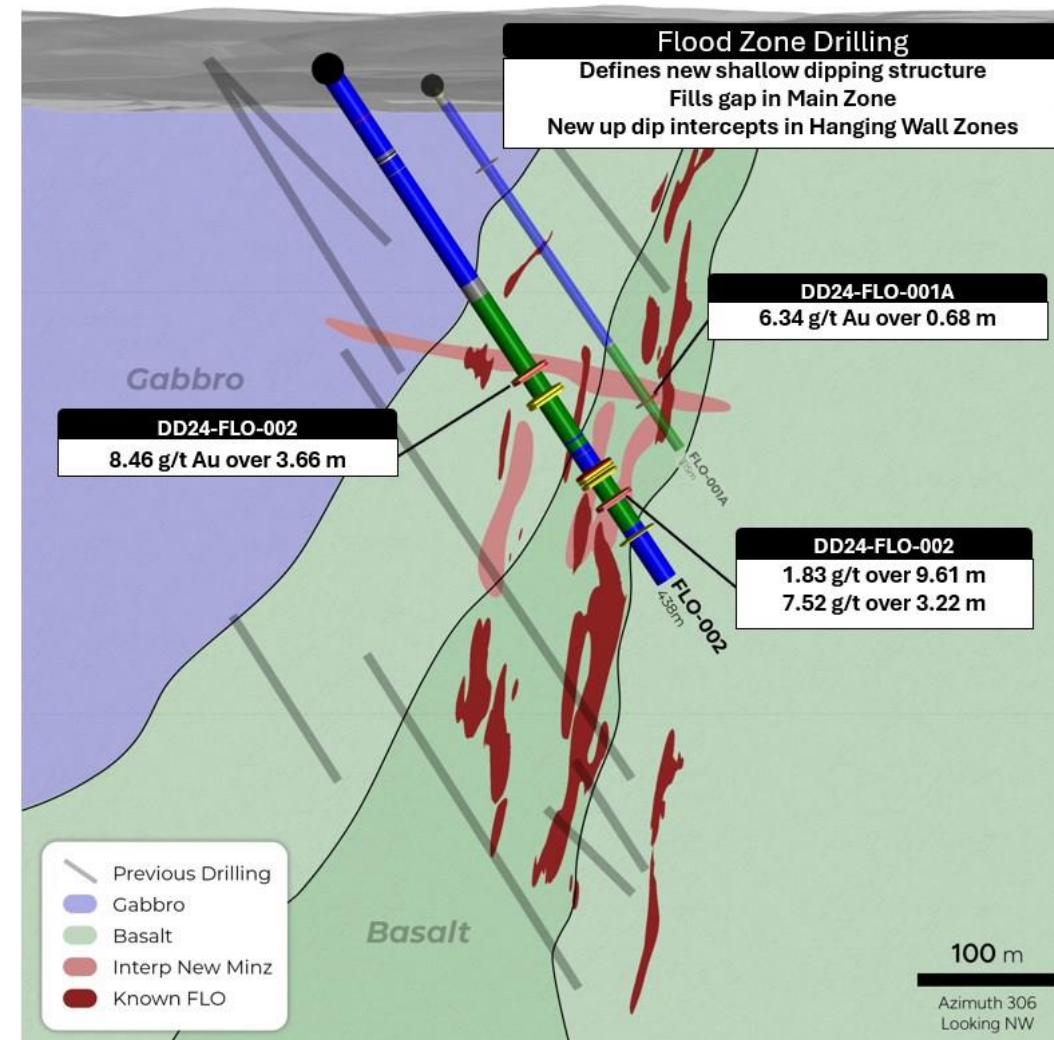 Flood Zone Drilling
Defines new shallow dipping structure
Fills gap in Main Zone
New up dip intercepts in Hanging Wall Zones
DD24-FLO-001A
6.34 g/t Au over 0.68 m
Gabbro
DD24-FLO-002
8.46 g/t Au over 3.66 m
FLO-001A
DD24-FLO-002
1.83 g/t over 9.61 m
7.52 g/t over 3.22 m
FLO-002
438m
Previous Drilling
Gabbro
Basalt
Interp New Minz
Known FLO
Basalt
100 m
Azimuth 306
Looking NW